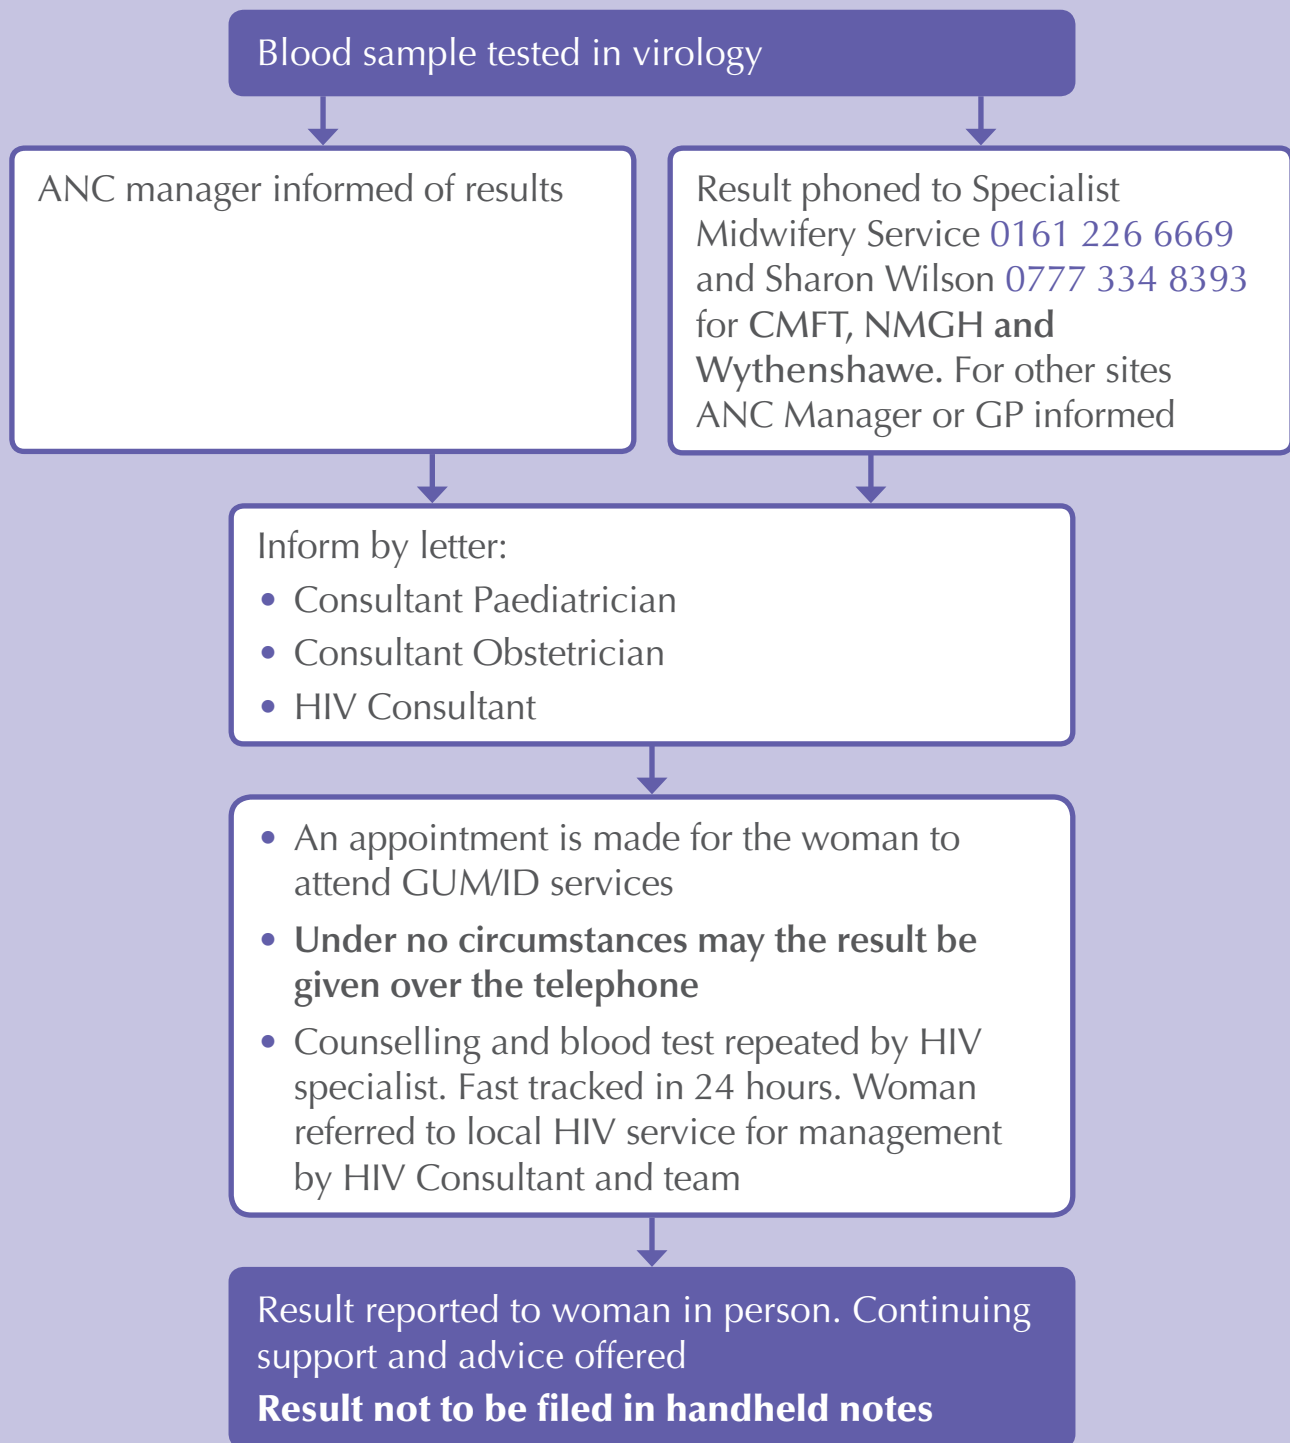 Blood sample tested in virology
ANC manager informed of results
Result phoned to Specialist
Midwifery Service 0161 226 6669
and Sharon Wilson 0777 334 8393
for CMFT, NMGH and
Wythenshawe. For other sites
ANC Manager or GP informed
Inform by letter:
• Consultant Paediatrician
• Consultant Obstetrician
• HIV Consultant
• An appointment is made for the woman to
attend GUM/ID services
• Under no circumstances may the result be
given over the telephone
• Counselling and blood test repeated by HIV
specialist. Fast tracked in 24 hours. Woman
referred to local HIV service for management
by HIV Consultant and team
Result reported to woman in person. Continuing
support and advice offered
Result not to be filed in handheld notes